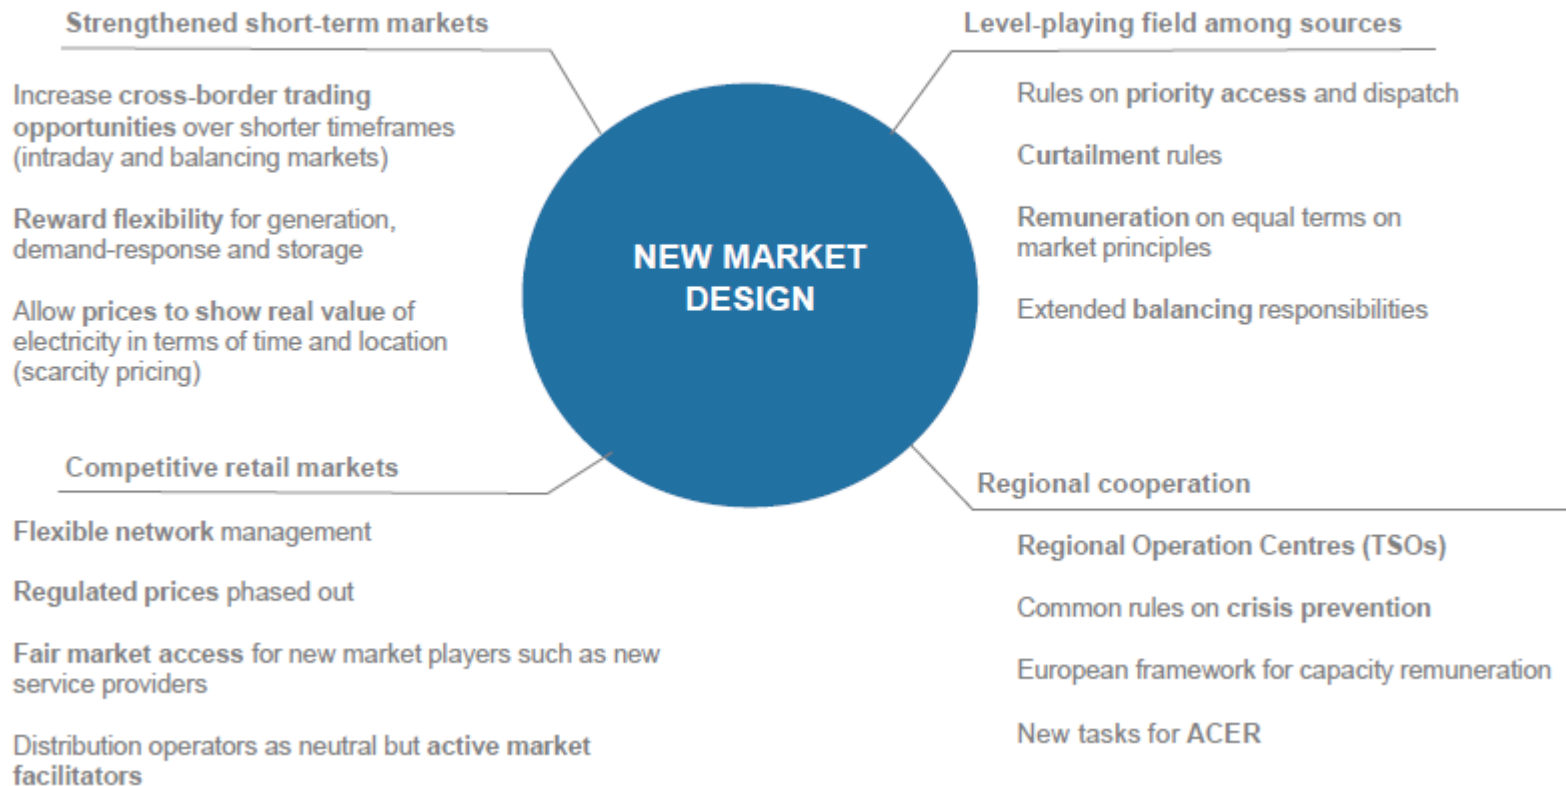 Strengthened short-term markets
Increase cross-border trading
opportunities over shorter timeframes
(intraday and balancing markets)
Reward flexibility for generation,
demand-response and storage
Allow prices to show real value of
electricity in terms of time and location
(scarcity pricing)
Level-playing field among sources
Rules on priority access and dispatch
Curtailment rules
Remuneration on equal terms on
market principles
Extended balancing responsibilities
NEW MARKET
DESIGN
Competitive retail markets
Flexible network management
Regulated prices phased out
Fair market access for new market players such as new
service providers
Distribution operators as neutral but active market
facilitators
Regional cooperation
Regional Operation Centres (TSOs)
Common rules on crisis prevention
European framework for capacity remuneration
New tasks for ACER